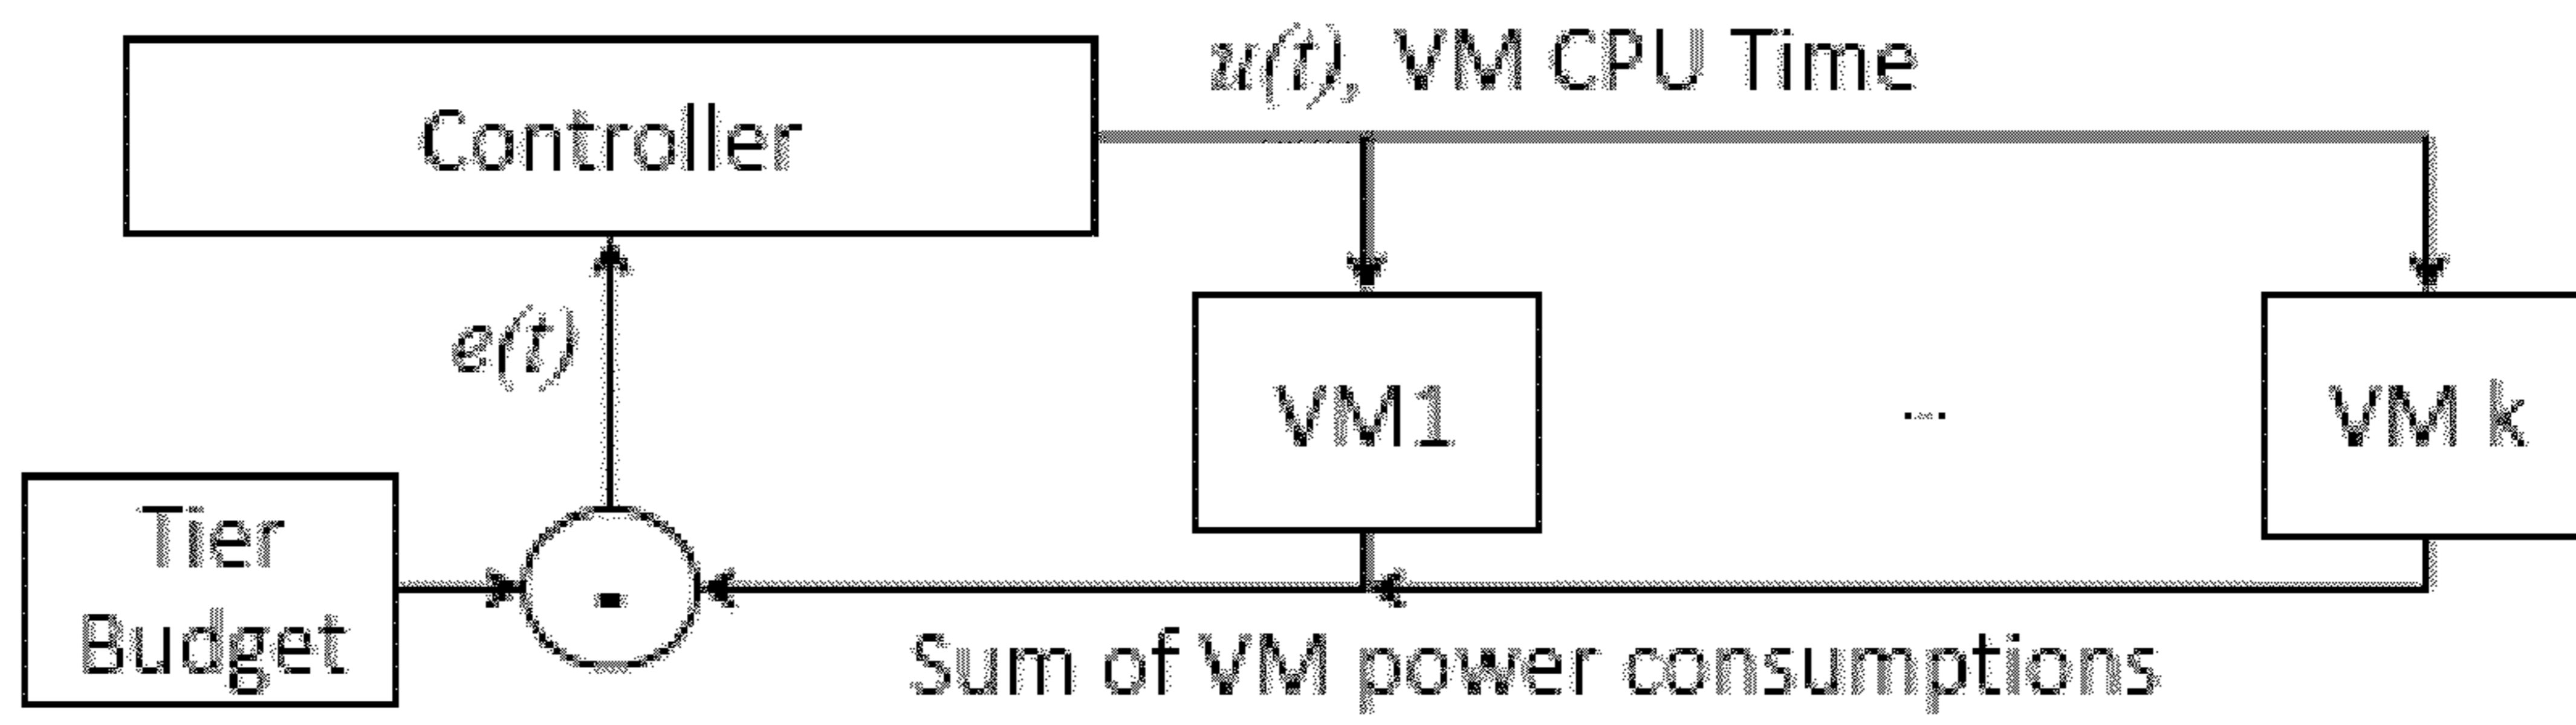 u(t), VM CPU Time
Controller
e(t)
VM1
...
VM k
Tier
Budget
-
Sum of VM power consumptions